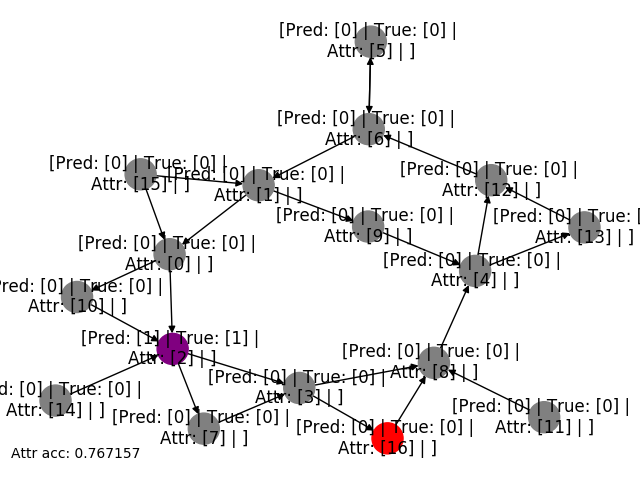 [Pred: [0] | True: [0] |
Attr: [5] | ]
[Pred: [0] | True: [0] |
Attr: [6] | ]
[Pred: [0] | True: [0] |
Attr: [15] | ]
[Pred: [0] | True: [0] |
Attr: [1] | ]
[Pred: [0] | True: [0] |
Attr: [12] | ]
[Pred: [0] | True: [0] |
Attr: [9] | ]
[Pred: [0] | True: [
Attr: [13] | ]
[Pred: [0] | True: [0] |
Attr: [0] | ]
[Pred: [0] | True: [0] |
Attr: [4] | ]
red: [0] | True: [0] |
Attr: [10] | ]
[Pred: [1] | True: [1] |
Attr: [2] | ]
[Pred: [0] | True: [0] |
Attr: [8] | ]
[Pred: [0] | True: [0] |
Attr: [3] | ]
d: [0] | True: [0] |
Attr: [14] | ]
[Pred: [0] | True: [0] |
Attr: [7] | ]
[Pred: [0] | True: [0] |
Attr: [16] | ]
[Pred: [0] | True: [0] |
Attr: [11] | ]
Attr acc: 0.767157